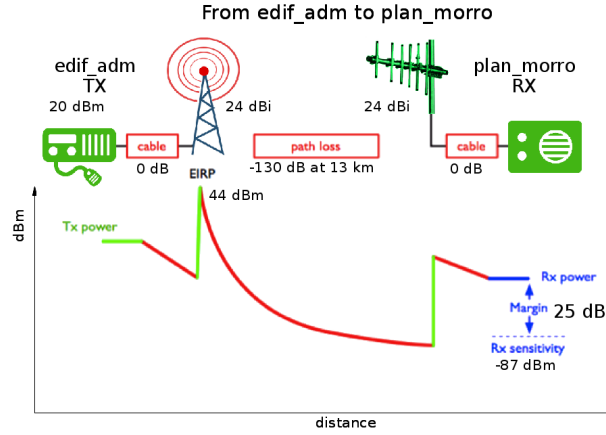 From edif_adm to plan_morro
edif_adm
TX
20 dBm
24 dBi
24 dBi
plan_morro
RX
cable
0 dB
path loss
-130 dB at 13 km
cable
0 dB
EIRP
44 dBm
dBm
Tx power
Rx power
Margin 25 dB
Rx sensitivity
-87 dBm
distance